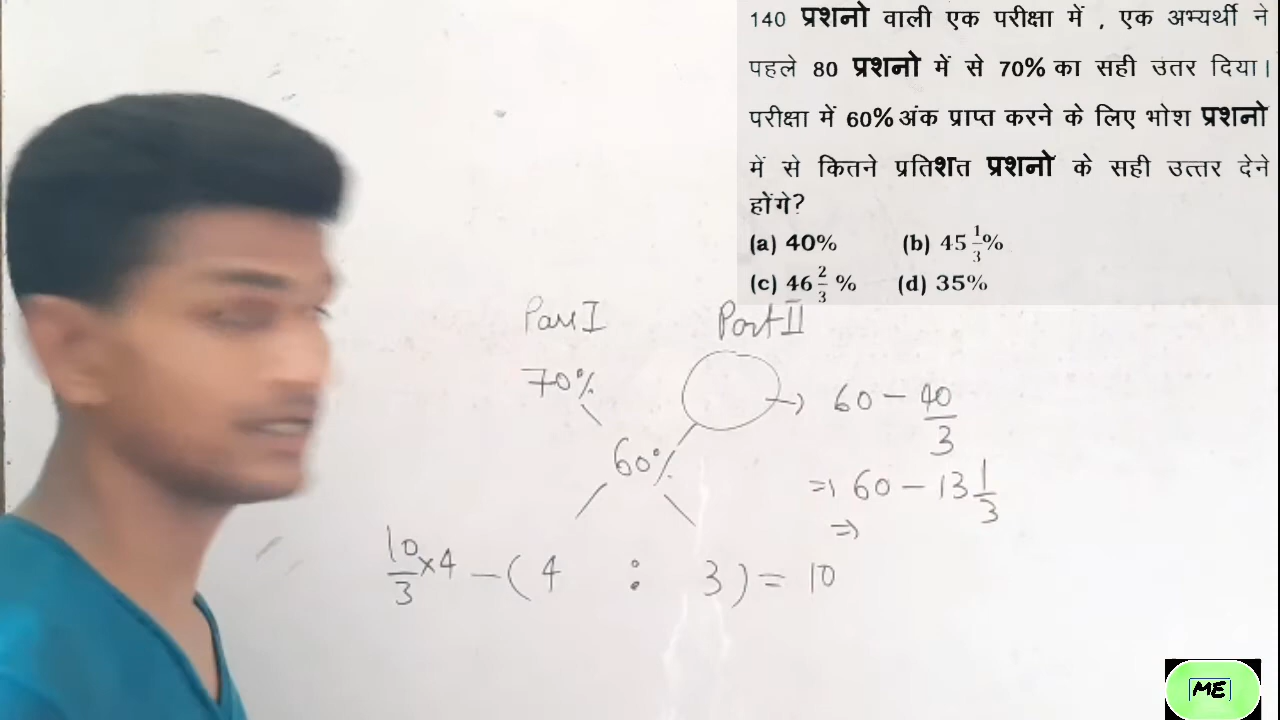 140 प्रशनो वाली एक परीक्षा में , एक अभ्यर्थी ने
पहले 80 प्रशनो में से 70% का सही उतर दिया।
परीक्षा में 60% अंक प्राप्त करने के लिए भोश प्रशनो
में से कितने प्रतिशत प्रशनो के सही उत्तर देने
होंगे?
(a) 40% (b) 45 1/3%
(c) 46 2/3 % (d) 35%
Part I Part II
70%
60 - 40/3
60%
⇒ 60 - 13 1/3
⇒
10/3 x 4 - ( 4 : 3 ) = 10
ME